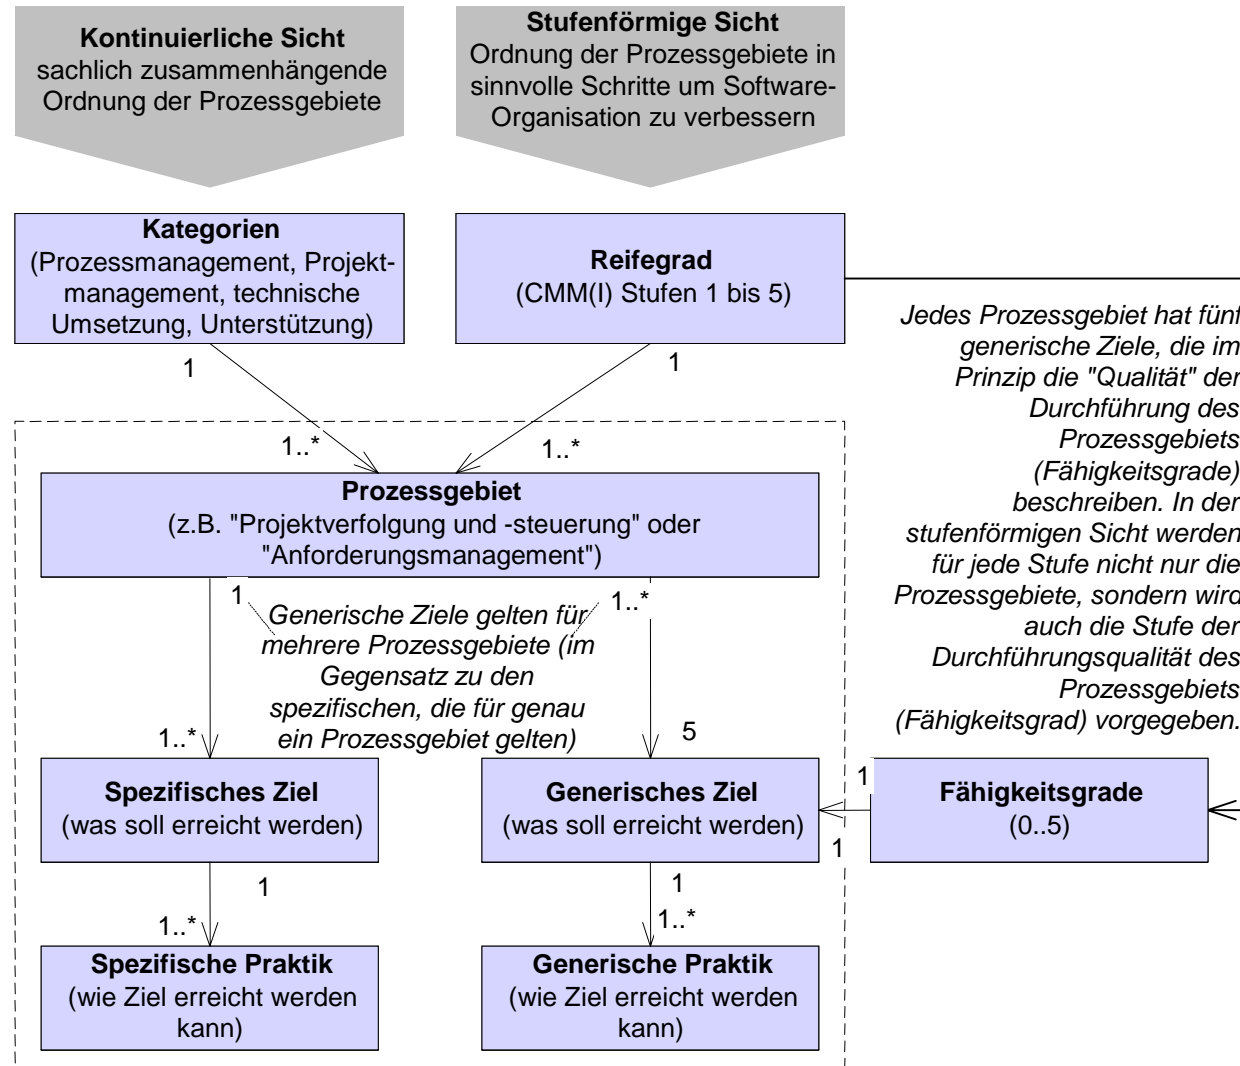 Kontinuierliche Sicht
sachlich zusammenhängende
Ordnung der Prozessgebiete
Stufenförmige Sicht
Ordnung der Prozessgebiete in
sinnvolle Schritte um Software-
Organisation zu verbessern
Kategorien
(Prozessmanagement, Projekt-
management, technische
Umsetzung, Unterstützung)
Reifegrad
(CMM(I) Stufen 1 bis 5)
1
1
1..*
1..*
Jedes Prozessgebiet hat fünf
generische Ziele, die im
Prinzip die "Qualität" der
Durchführung des
Prozessgebiets
(Fähigkeitsgrade)
beschreiben. In der
stufenförmigen Sicht werden
für jede Stufe nicht nur die
Prozessgebiete, sondern wird
auch die Stufe der
Durchführungsqualität des
Prozessgebiets
(Fähigkeitsgrad) vorgegeben.
Prozessgebiet
(z.B. "Projektverfolgung und -steuerung" oder
"Anforderungsmanagement")
1
1..*
Generische Ziele gelten für
mehrere Prozessgebiete (im
Gegensatz zu den
spezifischen, die für genau
ein Prozessgebiet gelten)
1..*
5
Spezifisches Ziel
(was soll erreicht werden)
Generisches Ziel
(was soll erreicht werden)
1
1
Fähigkeitsgrade
(0..5)
1
1..*
1
1..*
Spezifische Praktik
(wie Ziel erreicht werden
kann)
Generische Praktik
(wie Ziel erreicht werden
kann)